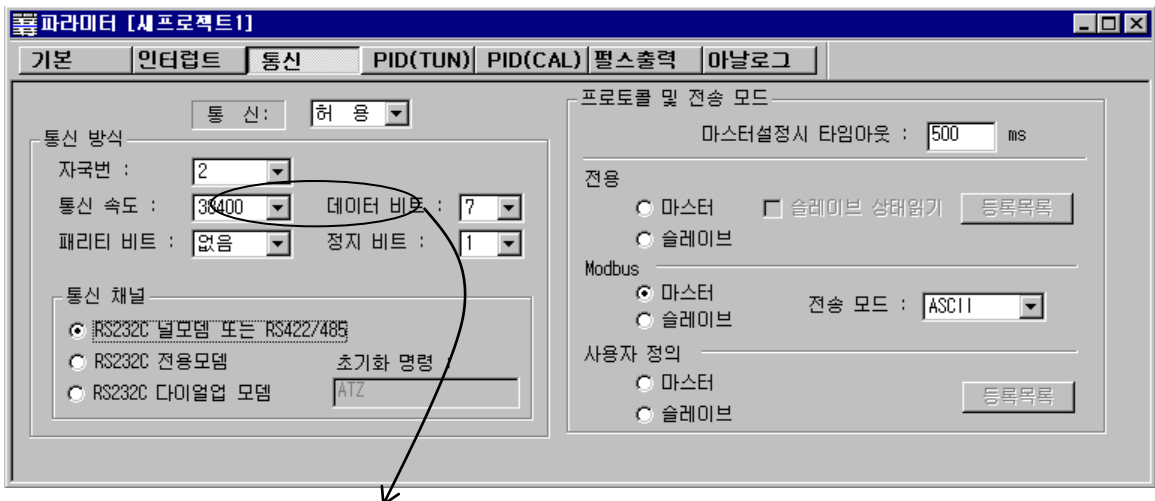 파라미터 [새프로젝트1]
기본 인터럽트 통신 PID(TUN) PID(CAL) 펄스출력 아날로그
통 신: 허 용
통신 방식
자국번 : 2
통신 속도 : 38400 데이터 비트 : 7
패리티 비트 : 없음 정지 비트 : 1
통신 채널
RS232C 널모뎀 또는 RS422/485
RS232C 전용모뎀 초기화 명령 :
RS232C 다이얼업 모뎀 ATZ
프로토콜 및 전송 모드
마스터설정시 타임아웃 : 500 ms
전용
마스터 슬레이브 상태읽기 등록목록
슬레이브
Modbus
마스터 전송 모드 : ASCII
슬레이브
사용자 정의
마스터 등록목록
슬레이브